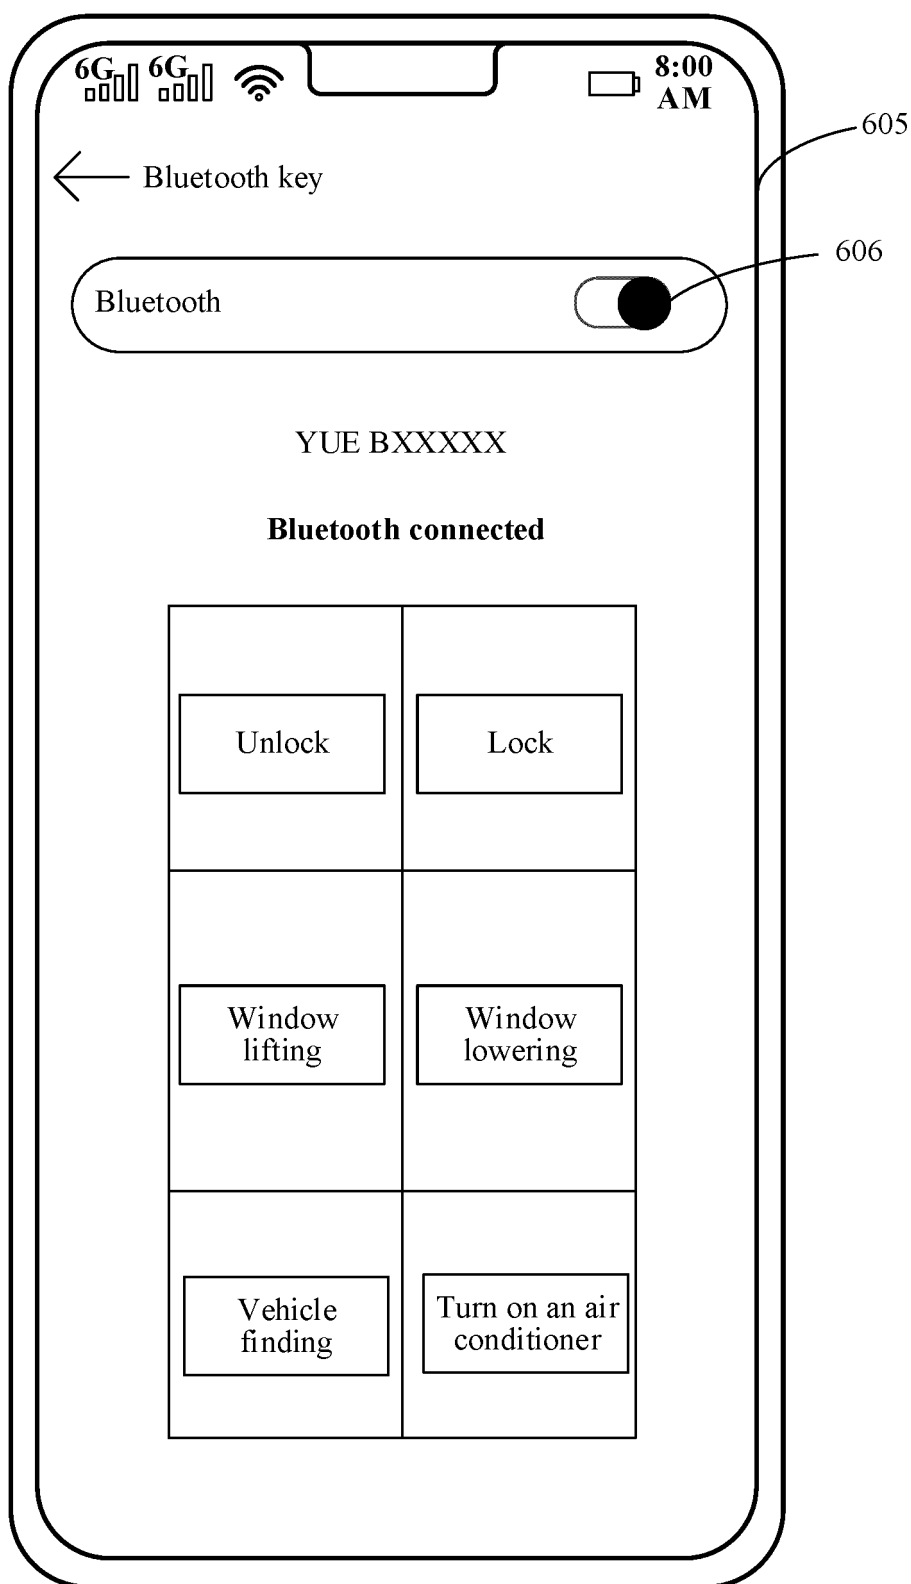 6G 6G 8:00
AM
605
Bluetooth key
606
Bluetooth
YUE BXXXXX
Bluetooth connected
Unlock Lock
Window
lifting
Window
lowering
Vehicle
finding
Turn on an air
conditioner